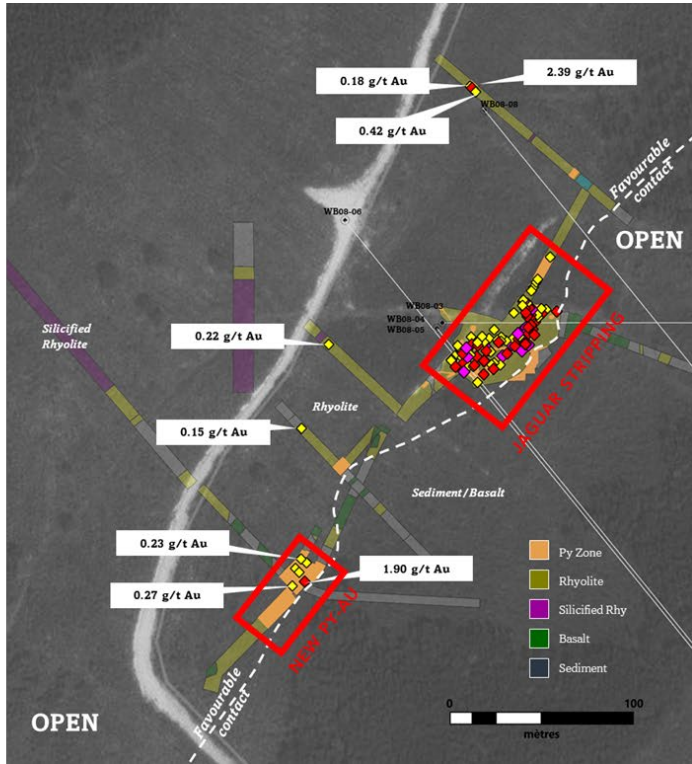 0.18 g/t Au
2.39 g/t Au
0.42 g/t Au
WB08-08
Favourable
contact
OPEN
WB08-06
WB08-03
WB08-04
WB08-05
Silicified
Rhyolite
0.22 g/t Au
Rhyolite
JAGUAR STRIPPING
0.15 g/t Au
Sediment/Basalt
0.23 g/t Au
1.90 g/t Au
0.27 g/t Au
NEW PY-AU
Py Zone
Rhyolite
Silicified Rhy
Basalt
Sediment
Favourable
contact
OPEN
0 100
mètres